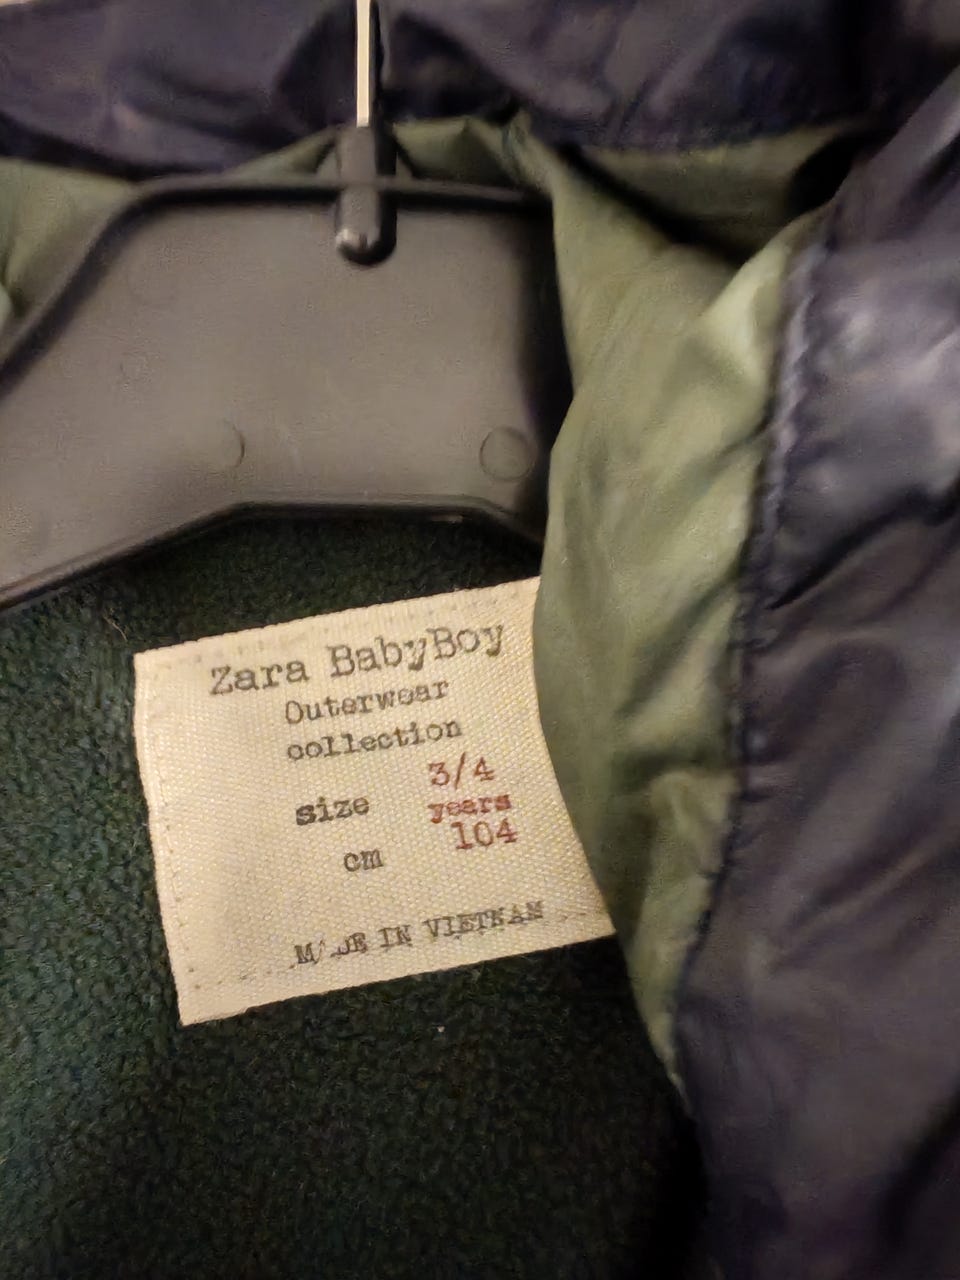 Zara BabyBoy
Outerwear
collection
size 3/4
years
cm 104
MADE IN VIETNAM